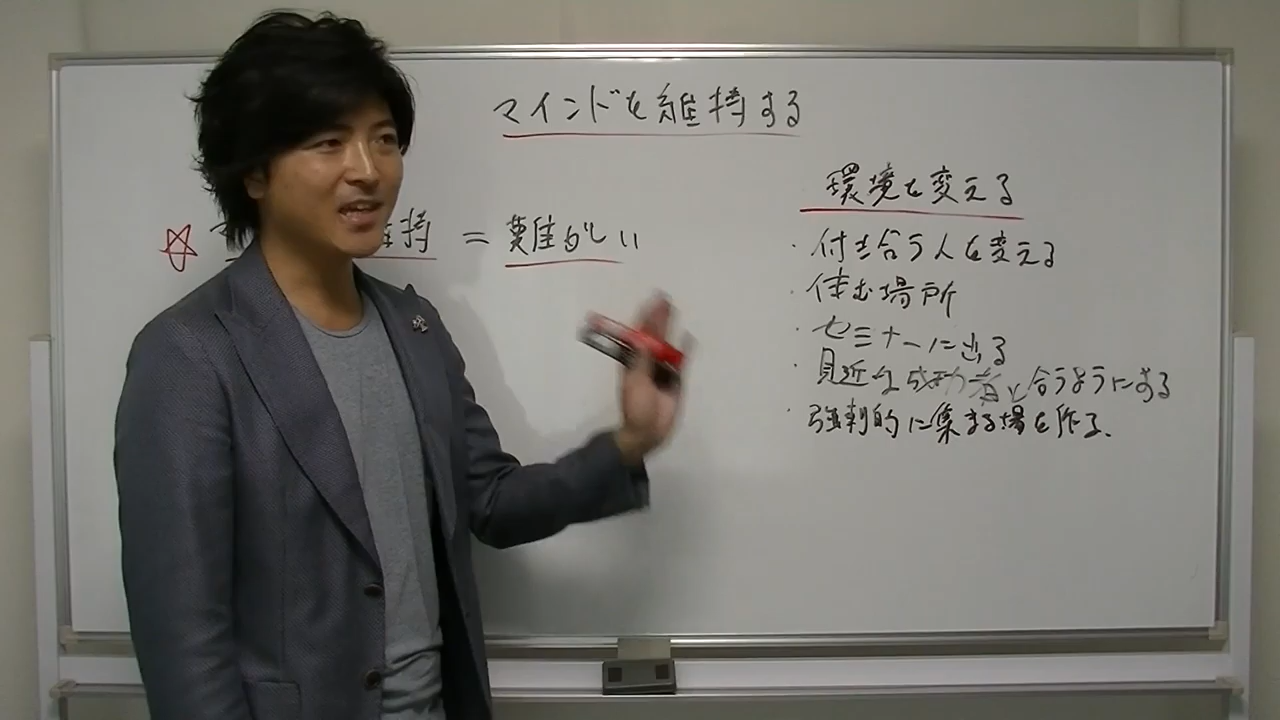 マインドを維持する
持 = 難がしい
環境を変える
・付き合う人を変える
・住む場所
・セミナーに出る
・見近な成功者と合うようにする
・強制的に集まる場を作る、